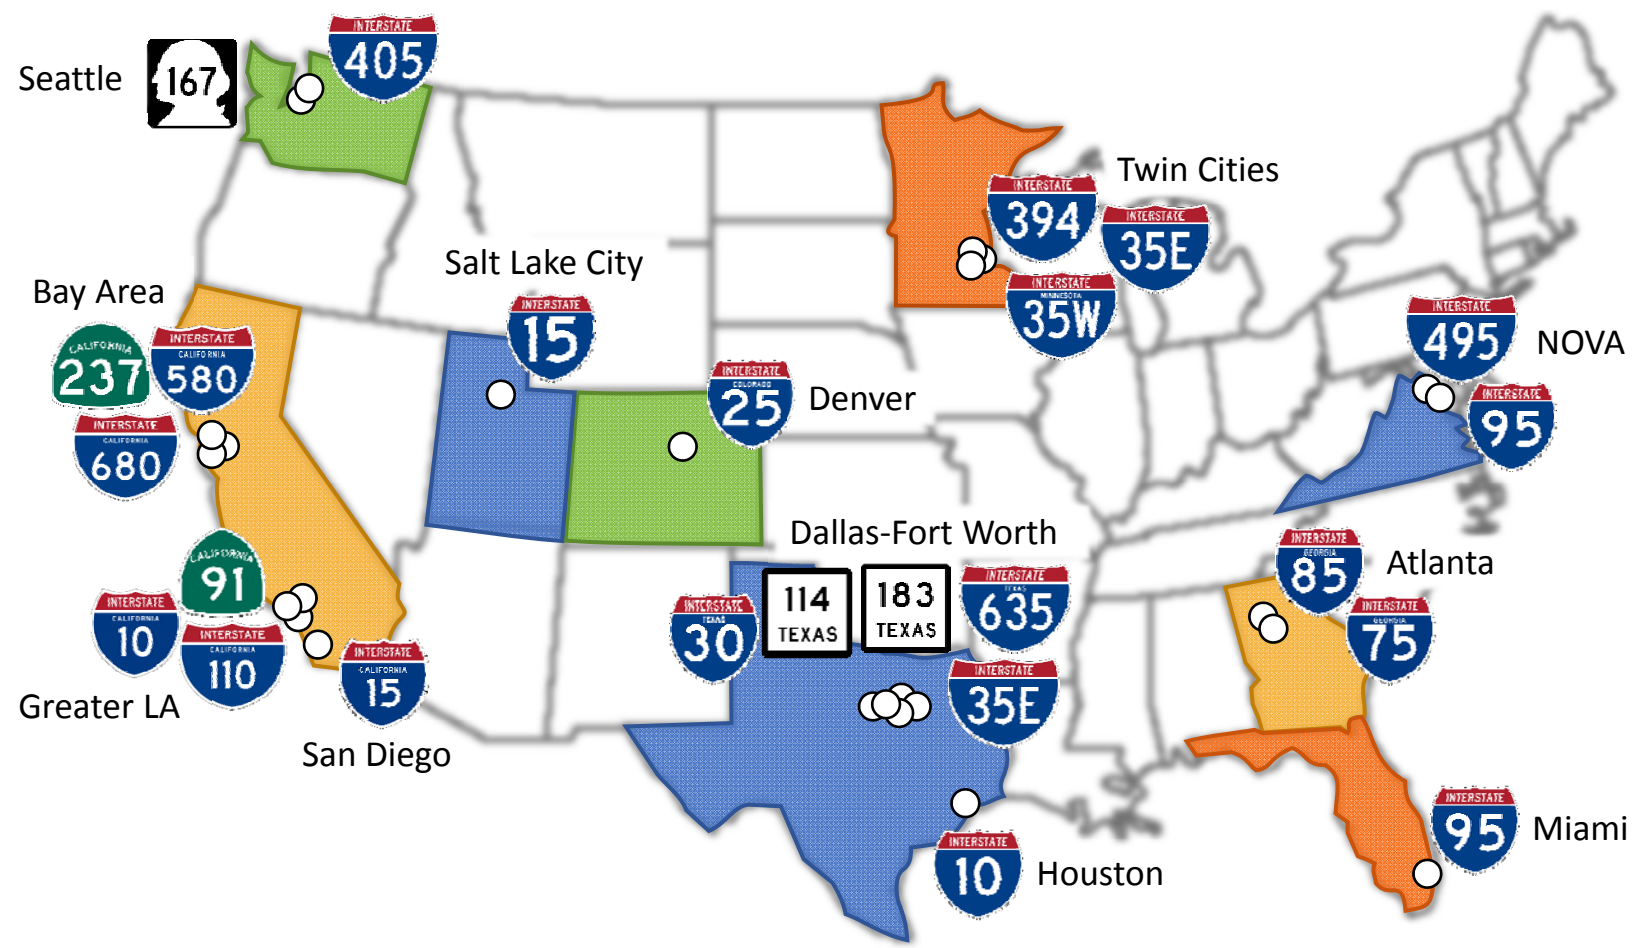 Seattle
167
INTERSTATE
405
Twin Cities
INTERSTATE
394
INTERSTATE
35E
INTERSTATE
MINNESOTA
35W
Salt Lake City
INTERSTATE
15
Bay Area
CALIFORNIA
237
INTERSTATE
CALIFORNIA
580
INTERSTATE
CALIFORNIA
680
INTERSTATE
COLORADO
25
Denver
INTERSTATE
495
NOVA
INTERSTATE
95
Dallas-Fort Worth
INTERSTATE
TEXAS
30
114
TEXAS
183
TEXAS
INTERSTATE
TEXAS
635
INTERSTATE
35E
INTERSTATE
GEORGIA
85
Atlanta
INTERSTATE
GEORGIA
75
CALIFORNIA
91
INTERSTATE
CALIFORNIA
10
INTERSTATE
CALIFORNIA
110
Greater LA
INTERSTATE
CALIFORNIA
15
San Diego
INTERSTATE
10
Houston
INTERSTATE
95
Miami